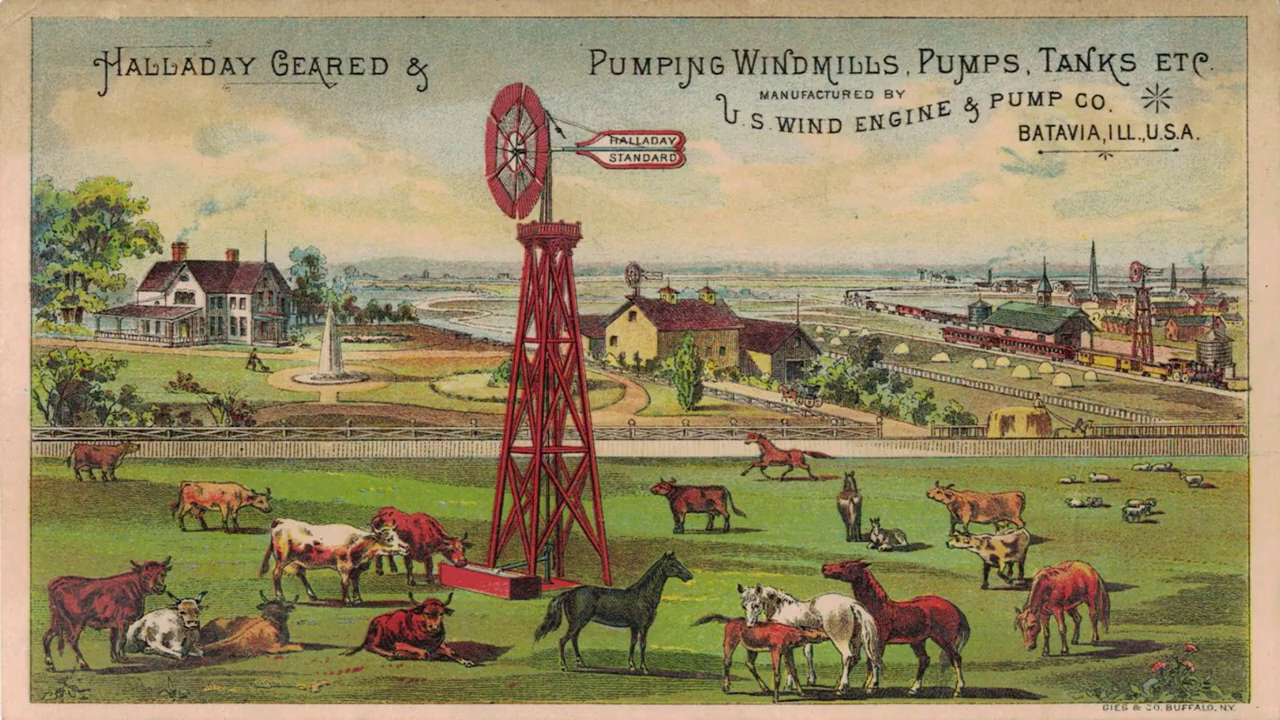 HALLADAY GEARED &
PUMPING WINDMILLS, PUMPS, TANKS ETC.
MANUFACTURED BY
U.S. WIND ENGINE & PUMP CO.
BATAVIA, ILL., U.S.A.
HALLADAY
STANDARD
GIES & CO. BUFFALO, N.Y.